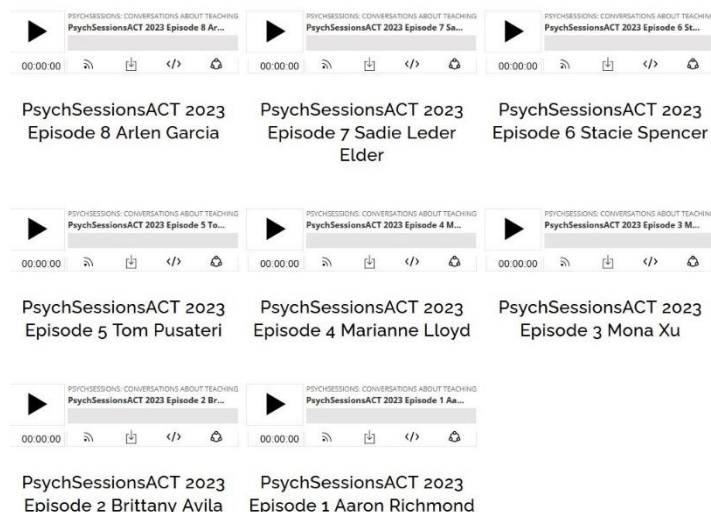 PSYCHSESSIONS: CONVERSATIONS ABOUT TEACHING
PsychSessionsACT 2023 Episode 8 Ar...
00:00:00
PsychSessionsACT 2023
Episode 8 Arlen Garcia
PSYCHSESSIONS: CONVERSATIONS ABOUT TEACHING
PsychSessionsACT 2023 Episode 7 Sa...
00:00:00
PsychSessionsACT 2023
Episode 7 Sadie Leder
Elder
PSYCHSESSIONS: CONVERSATIONS ABOUT TEACHING
PsychSessionsACT 2023 Episode 6 St...
00:00:00
PsychSessionsACT 2023
Episode 6 Stacie Spencer
PSYCHSESSIONS: CONVERSATIONS ABOUT TEACHING
PsychSessionsACT 2023 Episode 5 To...
00:00:00
PsychSessionsACT 2023
Episode 5 Tom Pusateri
PSYCHSESSIONS: CONVERSATIONS ABOUT TEACHING
PsychSessionsACT 2023 Episode 4 M...
00:00:00
PsychSessionsACT 2023
Episode 4 Marianne Lloyd
PSYCHSESSIONS: CONVERSATIONS ABOUT TEACHING
PsychSessionsACT 2023 Episode 3 M...
00:00:00
PsychSessionsACT 2023
Episode 3 Mona Xu
PSYCHSESSIONS: CONVERSATIONS ABOUT TEACHING
PsychSessionsACT 2023 Episode 2 Br...
00:00:00
PsychSessionsACT 2023
Episode 2 Brittany Avila
PSYCHSESSIONS: CONVERSATIONS ABOUT TEACHING
PsychSessionsACT 2023 Episode 1 Aa...
00:00:00
PsychSessionsACT 2023
Episode 1 Aaron Richmond